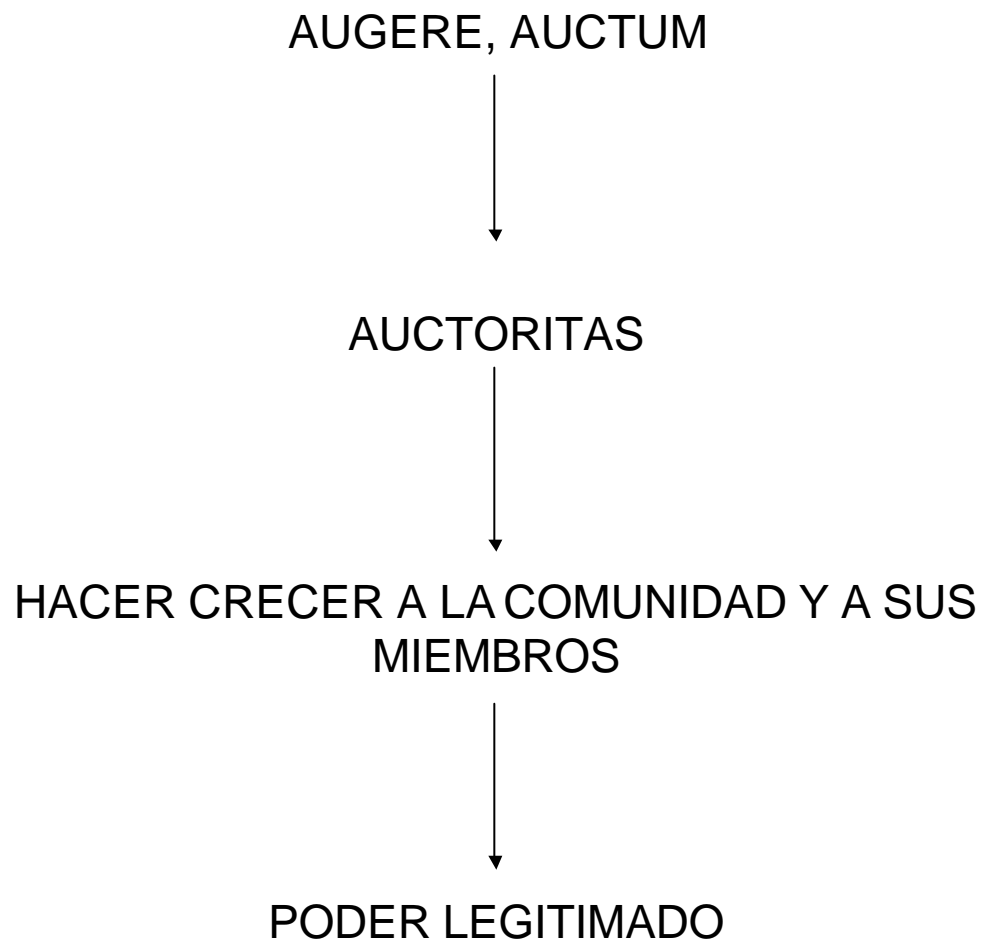 AUGERE, AUCTUM
AUCTORITAS
HACER CRECER A LA COMUNIDAD Y A SUS
MIEMBROS
PODER LEGITIMADO